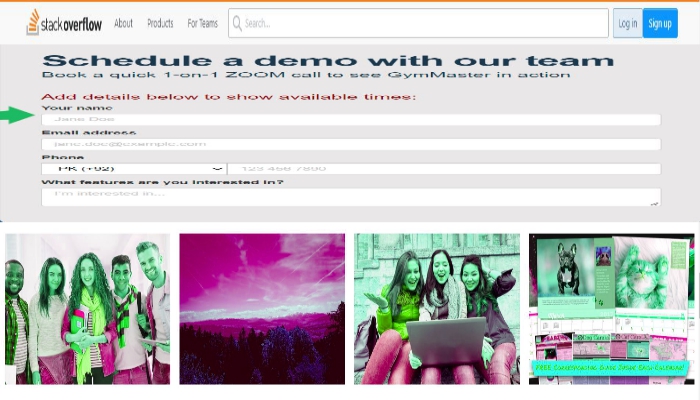 stackoverflow About Products For Teams Search... Log in Sign up
Schedule a demo with our team
Book a quick 1-on-1 ZOOM call to see GymMaster in action
Add details below to show available times:
Your name
Jane Doe
Email address
jane.doe@example.com
Phone
PK (+92) 123 456 7890
What features are you interested in?
I'm interested in...